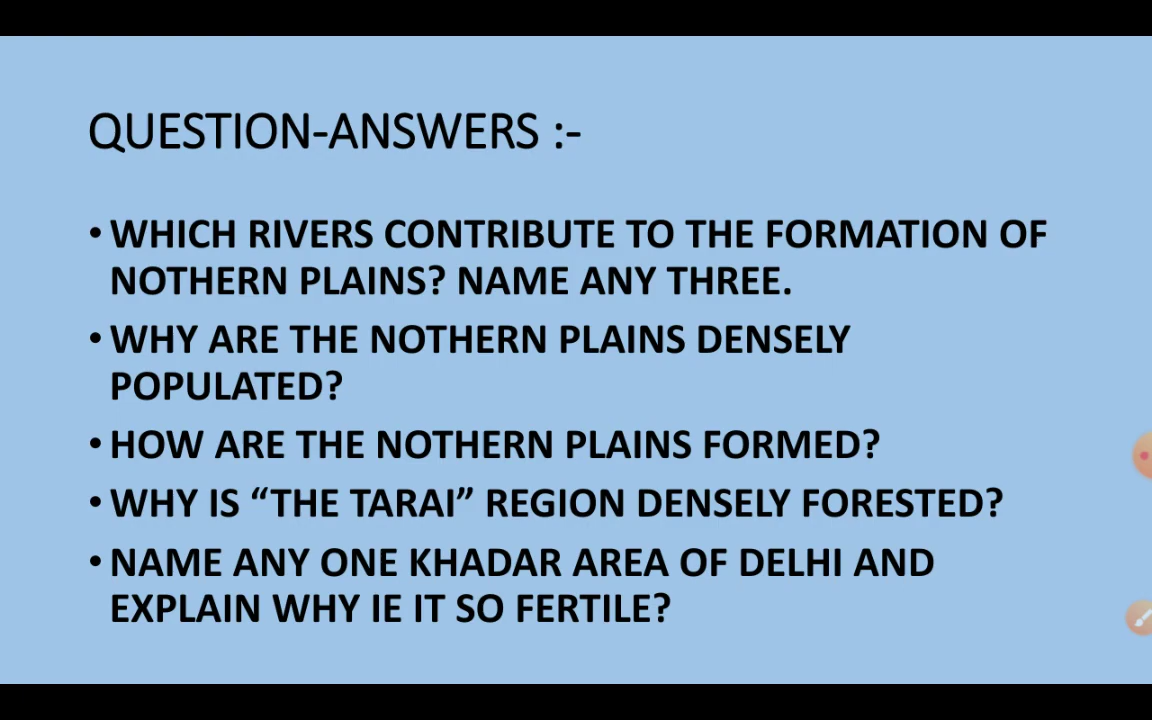 QUESTION-ANSWERS :-
• WHICH RIVERS CONTRIBUTE TO THE FORMATION OF
NOTHERN PLAINS? NAME ANY THREE.
• WHY ARE THE NOTHERN PLAINS DENSELY
POPULATED?
• HOW ARE THE NOTHERN PLAINS FORMED?
• WHY IS “THE TARAI” REGION DENSELY FORESTED?
• NAME ANY ONE KHADAR AREA OF DELHI AND
EXPLAIN WHY IE IT SO FERTILE?